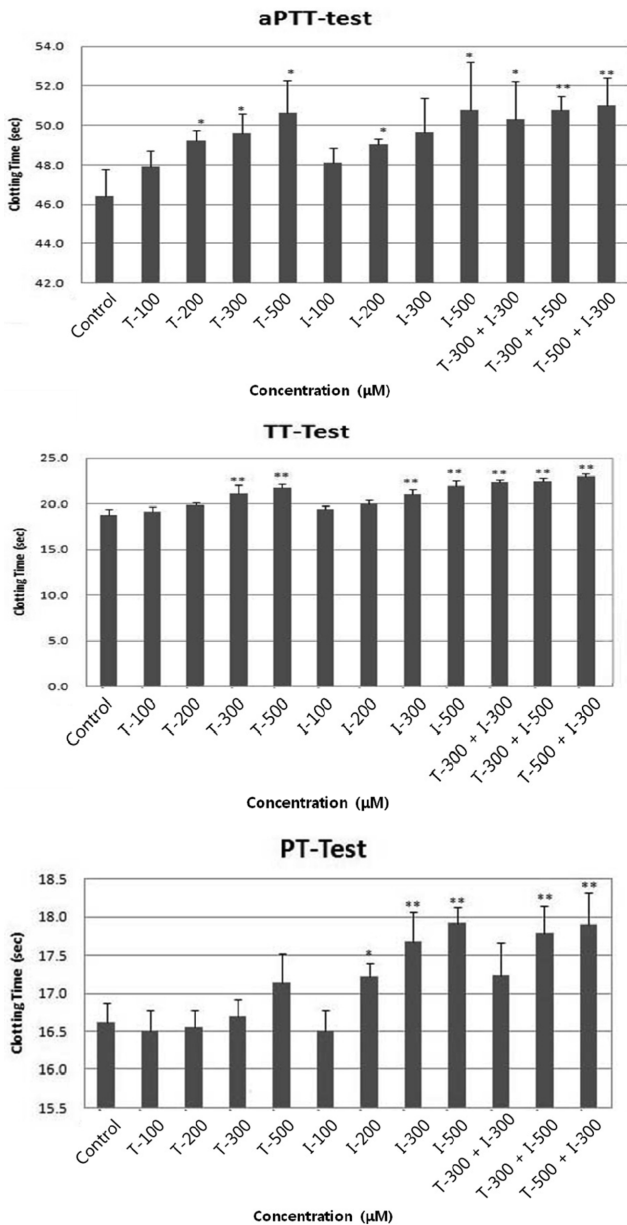 aPTT-test
54.0
52.0
50.0
48.0
46.0
44.0
42.0
Clotting Time (sec)
* * * * * * ** **
Control T-100 T-200 T-300 T-500 I-100 I-200 I-300 I-500 T-300 + I-300 T-300 + I-500 T-500 + I-300
Concentration (µM)
TT-Test
25.0
20.0
15.0
10.0
5.0
0.0
Clotting Time (sec)
** ** ** ** ** ** **
Control T-100 T-200 T-300 T-500 I-100 I-200 I-300 I-500 T-300 + I-300 T-300 + I-500 T-500 + I-300
Concentration (µM)
PT-Test
18.5
18.0
17.5
17.0
16.5
16.0
15.5
Clotting Time (sec)
* ** ** ** **
Control T-100 T-200 T-300 T-500 I-100 I-200 I-300 I-500 T-300 + I-300 T-300 + I-500 T-500 + I-300
Concentration (µM)